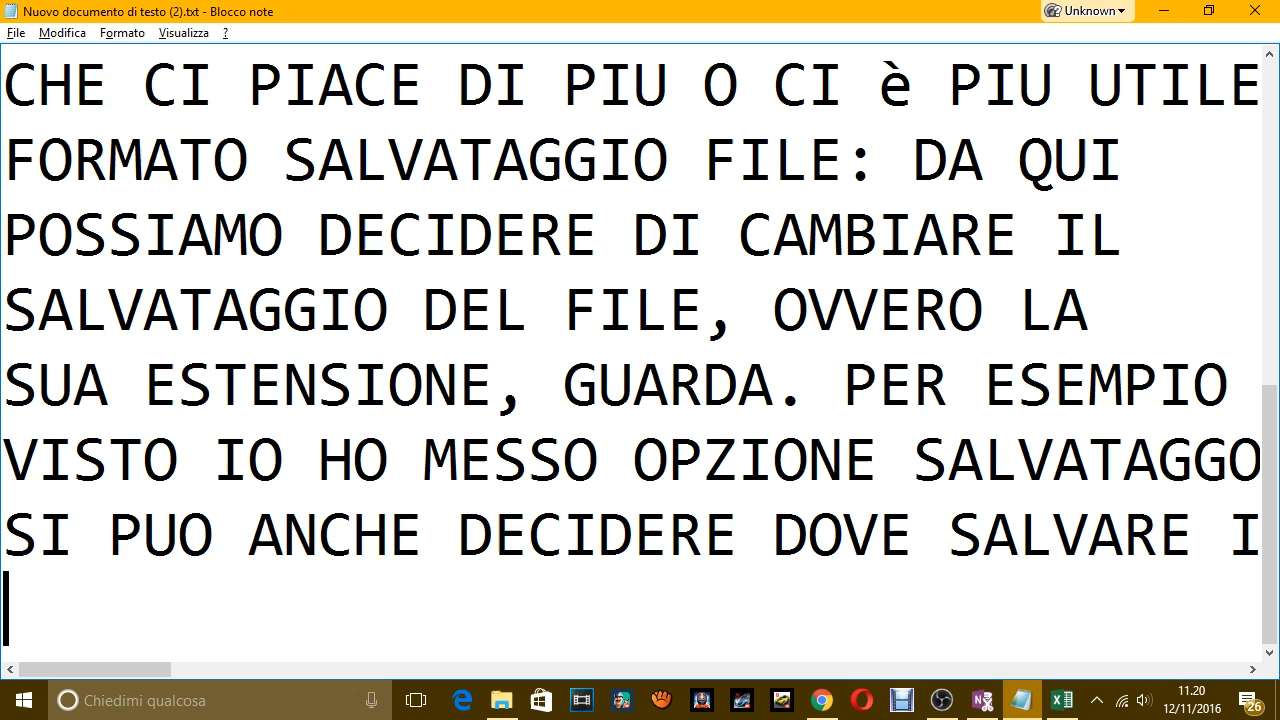 Nuovo documento di testo (2).txt - Blocco note
Unknown
File Modifica Formato Visualizza ?
CHE CI PIACE DI PIU O CI è PIU UTILE
FORMATO SALVATAGGIO FILE: DA QUI
POSSIAMO DECIDERE DI CAMBIARE IL
SALVATAGGIO DEL FILE, OVVERO LA
SUA ESTENSIONE, GUARDA. PER ESEMPIO
VISTO IO HO MESSO OPZIONE SALVATAGGO
SI PUO ANCHE DECIDERE DOVE SALVARE I
Chiedimi qualcosa
11.20
12/11/2016
26